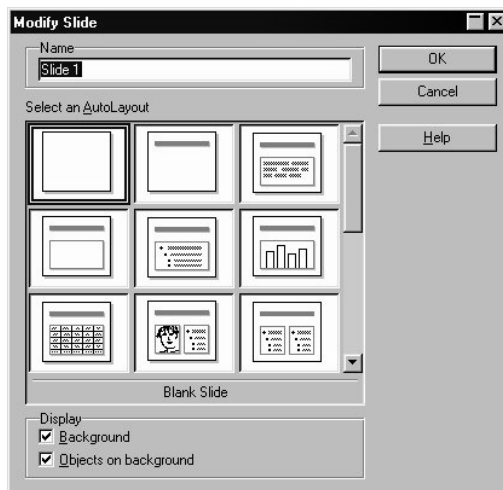 Modify Slide
Name
Slide 1
OK
Cancel
Help
Select an AutoLayout
Blank Slide
Display
Background
Objects on background